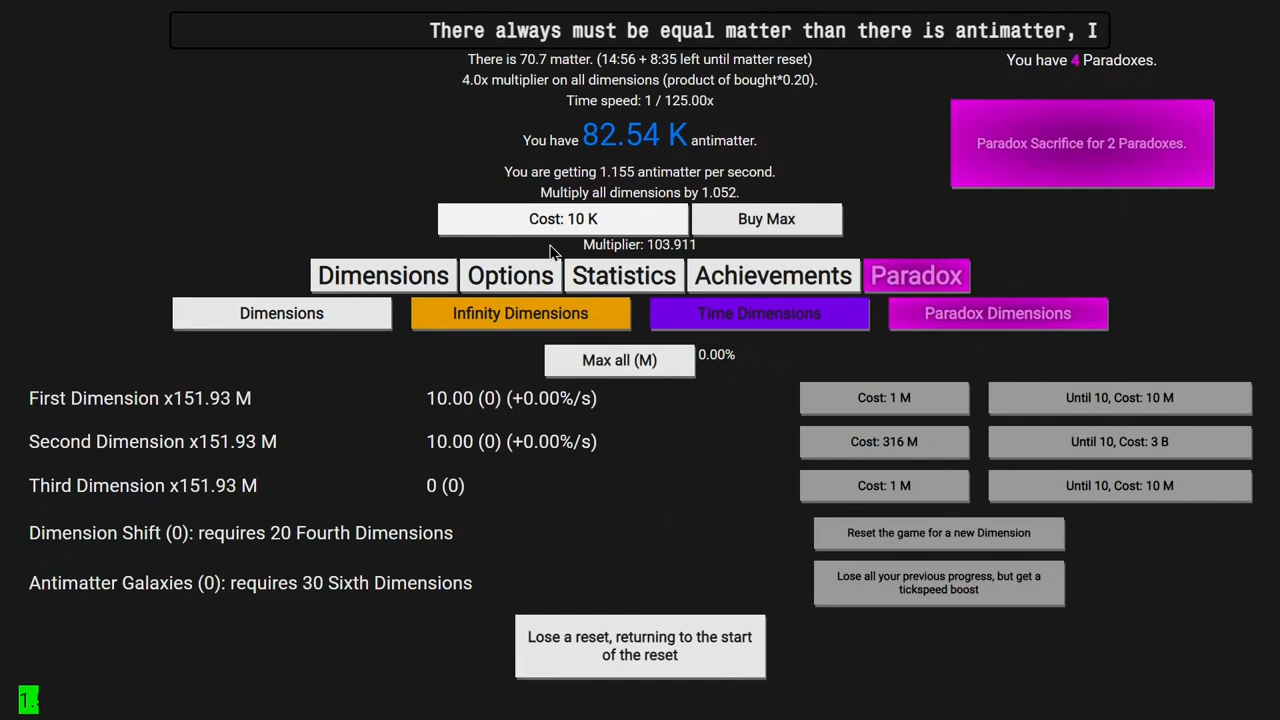 There always must be equal matter than there is antimatter, I
There is 70.7 matter. (14:56 + 8:35 left until matter reset)
You have 4 Paradoxes.
4.0x multiplier on all dimensions (product of bought*0.20).
Time speed: 1 / 125.00x
You have 82.54 K antimatter.
Paradox Sacrifice for 2 Paradoxes.
You are getting 1.155 antimatter per second.
Multiply all dimensions by 1.052.
Cost: 10 K Buy Max
Multiplier: 103.911
Dimensions Options Statistics Achievements Paradox
Dimensions Infinity Dimensions Time Dimensions Paradox Dimensions
Max all (M) 0.00%
First Dimension x151.93 M 10.00 (0) (+0.00%/s) Cost: 1 M Until 10, Cost: 10 M
Second Dimension x151.93 M 10.00 (0) (+0.00%/s) Cost: 316 M Until 10, Cost: 3 B
Third Dimension x151.93 M 0 (0) Cost: 1 M Until 10, Cost: 10 M
Dimension Shift (0): requires 20 Fourth Dimensions Reset the game for a new Dimension
Antimatter Galaxies (0): requires 30 Sixth Dimensions Lose all your previous progress, but get a
tickspeed boost
Lose a reset, returning to the start
of the reset